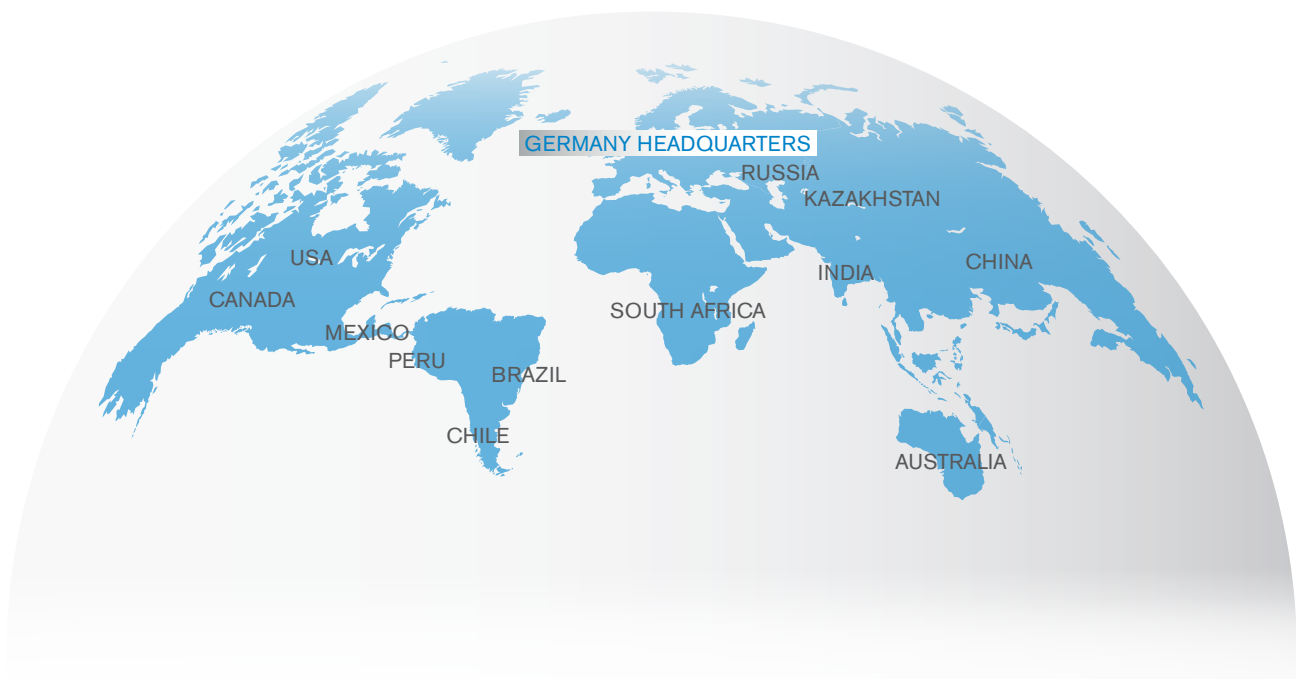 GERMANY HEADQUARTERS
RUSSIA
KAZAKHSTAN
USA
CHINA
INDIA
CANADA
SOUTH AFRICA
MEXICO
PERU
BRAZIL
CHILE
AUSTRALIA